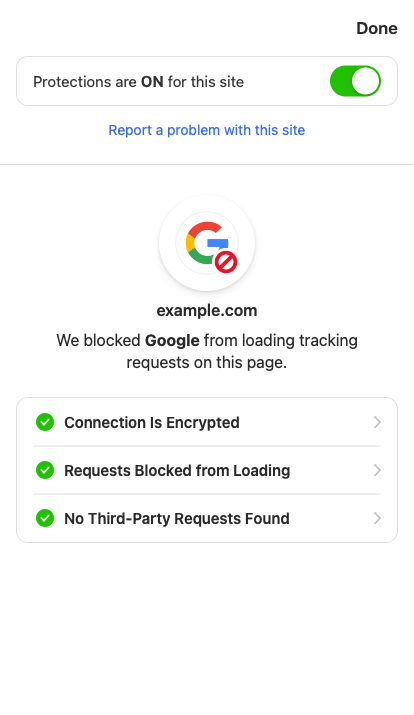 Done
Protections are ON for this site
Report a problem with this site
example.com
We blocked Google from loading tracking
requests on this page.
Connection Is Encrypted
Requests Blocked from Loading
No Third-Party Requests Found